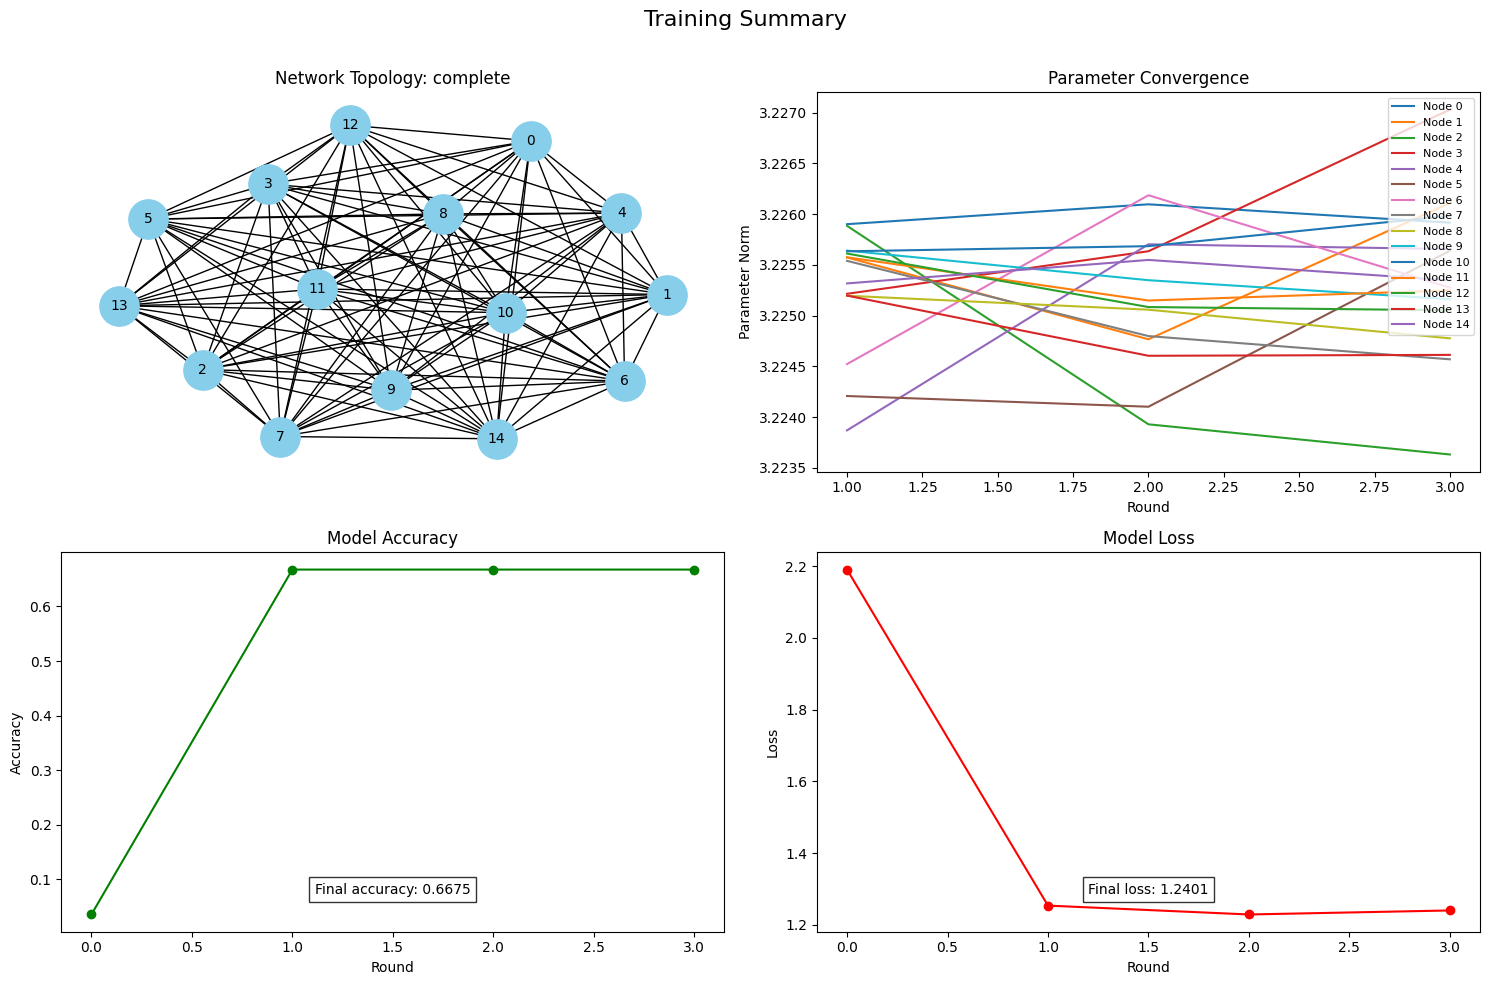 Training Summary
Network Topology: complete
12
0
3
8
4
5
11
1
13
10
2
9
6
7
14
Parameter Convergence
Parameter Norm
3.2270
3.2265
3.2260
3.2255
3.2250
3.2245
3.2240
3.2235
Node 0
Node 1
Node 2
Node 3
Node 4
Node 5
Node 6
Node 7
Node 8
Node 9
Node 10
Node 11
Node 12
Node 13
Node 14
1.00 1.25 1.50 1.75 2.00 2.25 2.50 2.75 3.00
Round
Model Accuracy
Accuracy
0.6
0.5
0.4
0.3
0.2
0.1
Final accuracy: 0.6675
0.0 0.5 1.0 1.5 2.0 2.5 3.0
Round
Model Loss
Loss
2.2
2.0
1.8
1.6
1.4
1.2
Final loss: 1.2401
0.0 0.5 1.0 1.5 2.0 2.5 3.0
Round